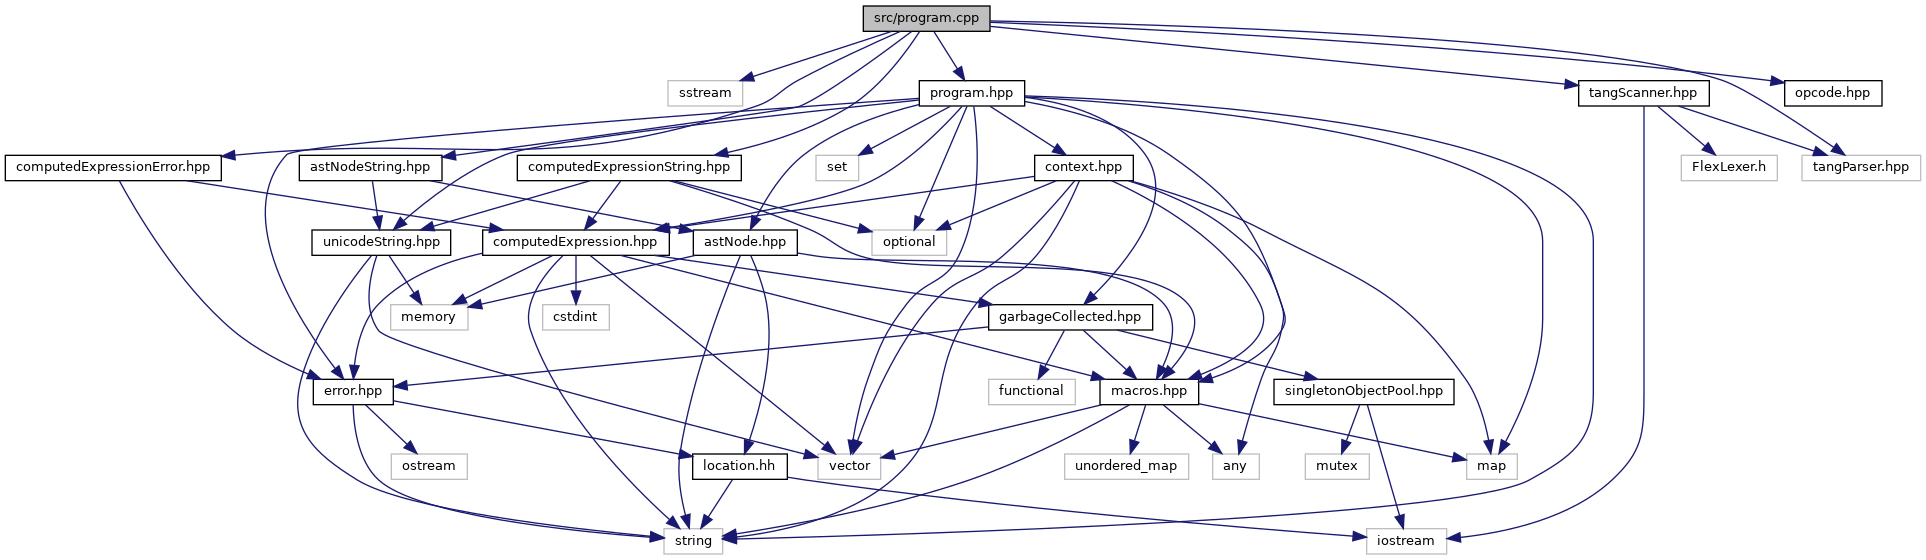 src/program.cpp
sstream
program.hpp
tangScanner.hpp
opcode.hpp
computedExpressionError.hpp
astNodeString.hpp
computedExpressionString.hpp
set
context.hpp
FlexLexer.h
tangParser.hpp
unicodeString.hpp
computedExpression.hpp
astNode.hpp
optional
memory
cstdint
garbageCollected.hpp
error.hpp
functional
macros.hpp
singletonObjectPool.hpp
ostream
location.hh
vector
unordered_map
any
mutex
map
string
iostream